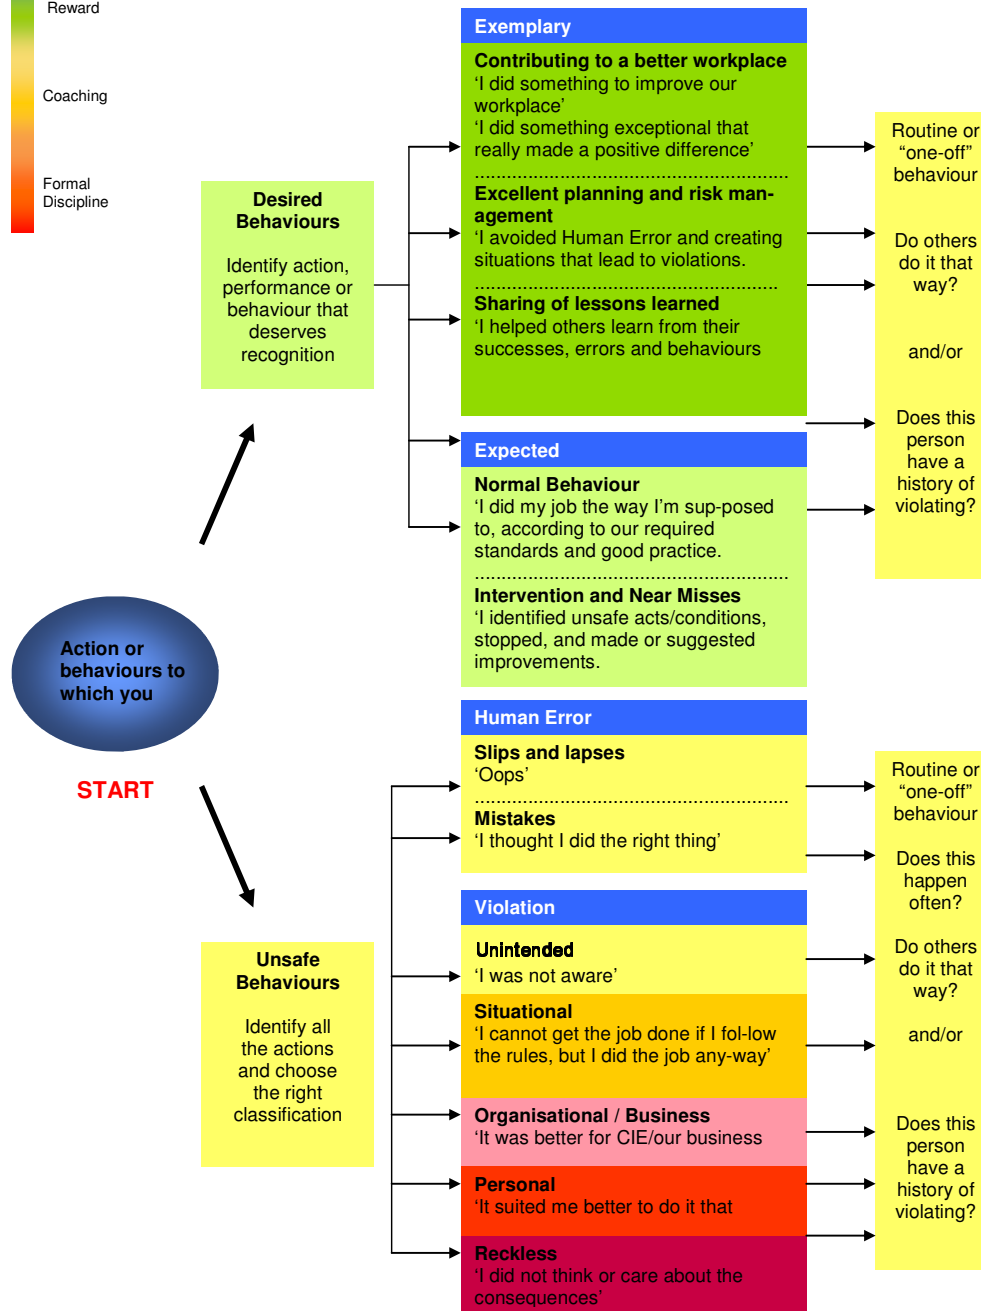 Reward
Coaching
Formal
Discipline
Desired
Behaviours
Identify action,
performance or
behaviour that
deserves
recognition
Action or
behaviours to
which you
START
Unsafe
Behaviours
Identify all
the actions
and choose
the right
classification
Exemplary
Contributing to a better workplace
‘I did something to improve our
workplace’
‘I did something exceptional that
really made a positive difference’
Excellent planning and risk man-
agement
‘I avoided Human Error and creating
situations that lead to violations.
Sharing of lessons learned
‘I helped others learn from their
successes, errors and behaviours
Expected
Normal Behaviour
‘I did my job the way I’m sup-posed
to, according to our required
standards and good practice.
Intervention and Near Misses
‘I identified unsafe acts/conditions,
stopped, and made or suggested
improvements.
Human Error
Slips and lapses
‘Oops’
Mistakes
‘I thought I did the right thing’
Violation
Unintended
‘I was not aware’
Situational
‘I cannot get the job done if I fol-low
the rules, but I did the job any-way’
Organisational / Business
‘It was better for CIE/our business
Personal
‘It suited me better to do it that
Reckless
‘I did not think or care about the
consequences’
Routine or
“one-off”
behaviour
Do others
do it that
way?
and/or
Does this
person
have a
history of
violating?
Routine or
“one-off”
behaviour
Does this
happen
often?
Do others
do it that
way?
and/or
Does this
person
have a
history of
violating?